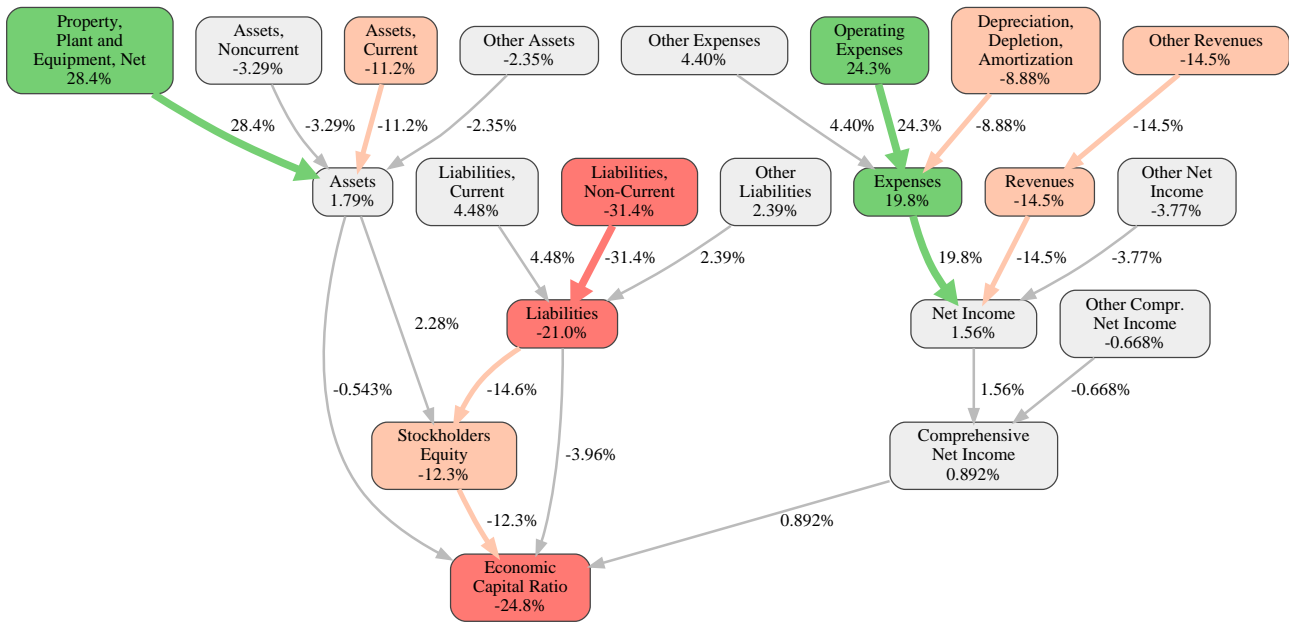 Property,
Plant and
Equipment, Net
28.4%
Assets,
Noncurrent
-3.29%
Assets,
Current
-11.2%
Other Assets
-2.35%
Other Expenses
4.40%
Operating
Expenses
24.3%
Depreciation,
Depletion,
Amortization
-8.88%
Other Revenues
-14.5%
28.4%
-3.29%
-11.2%
-2.35%
4.40%
24.3%
-8.88%
-14.5%
Assets
1.79%
Liabilities,
Current
4.48%
Liabilities,
Non-Current
-31.4%
Other
Liabilities
2.39%
Expenses
19.8%
Revenues
-14.5%
Other Net
Income
-3.77%
4.48%
-31.4%
2.39%
19.8%
-14.5%
-3.77%
2.28%
Liabilities
-21.0%
Net Income
1.56%
Other Compr.
Net Income
-0.668%
-0.543%
-14.6%
1.56%
-0.668%
Stockholders
Equity
-12.3%
-3.96%
Comprehensive
Net Income
0.892%
-12.3%
0.892%
Economic
Capital Ratio
-24.8%